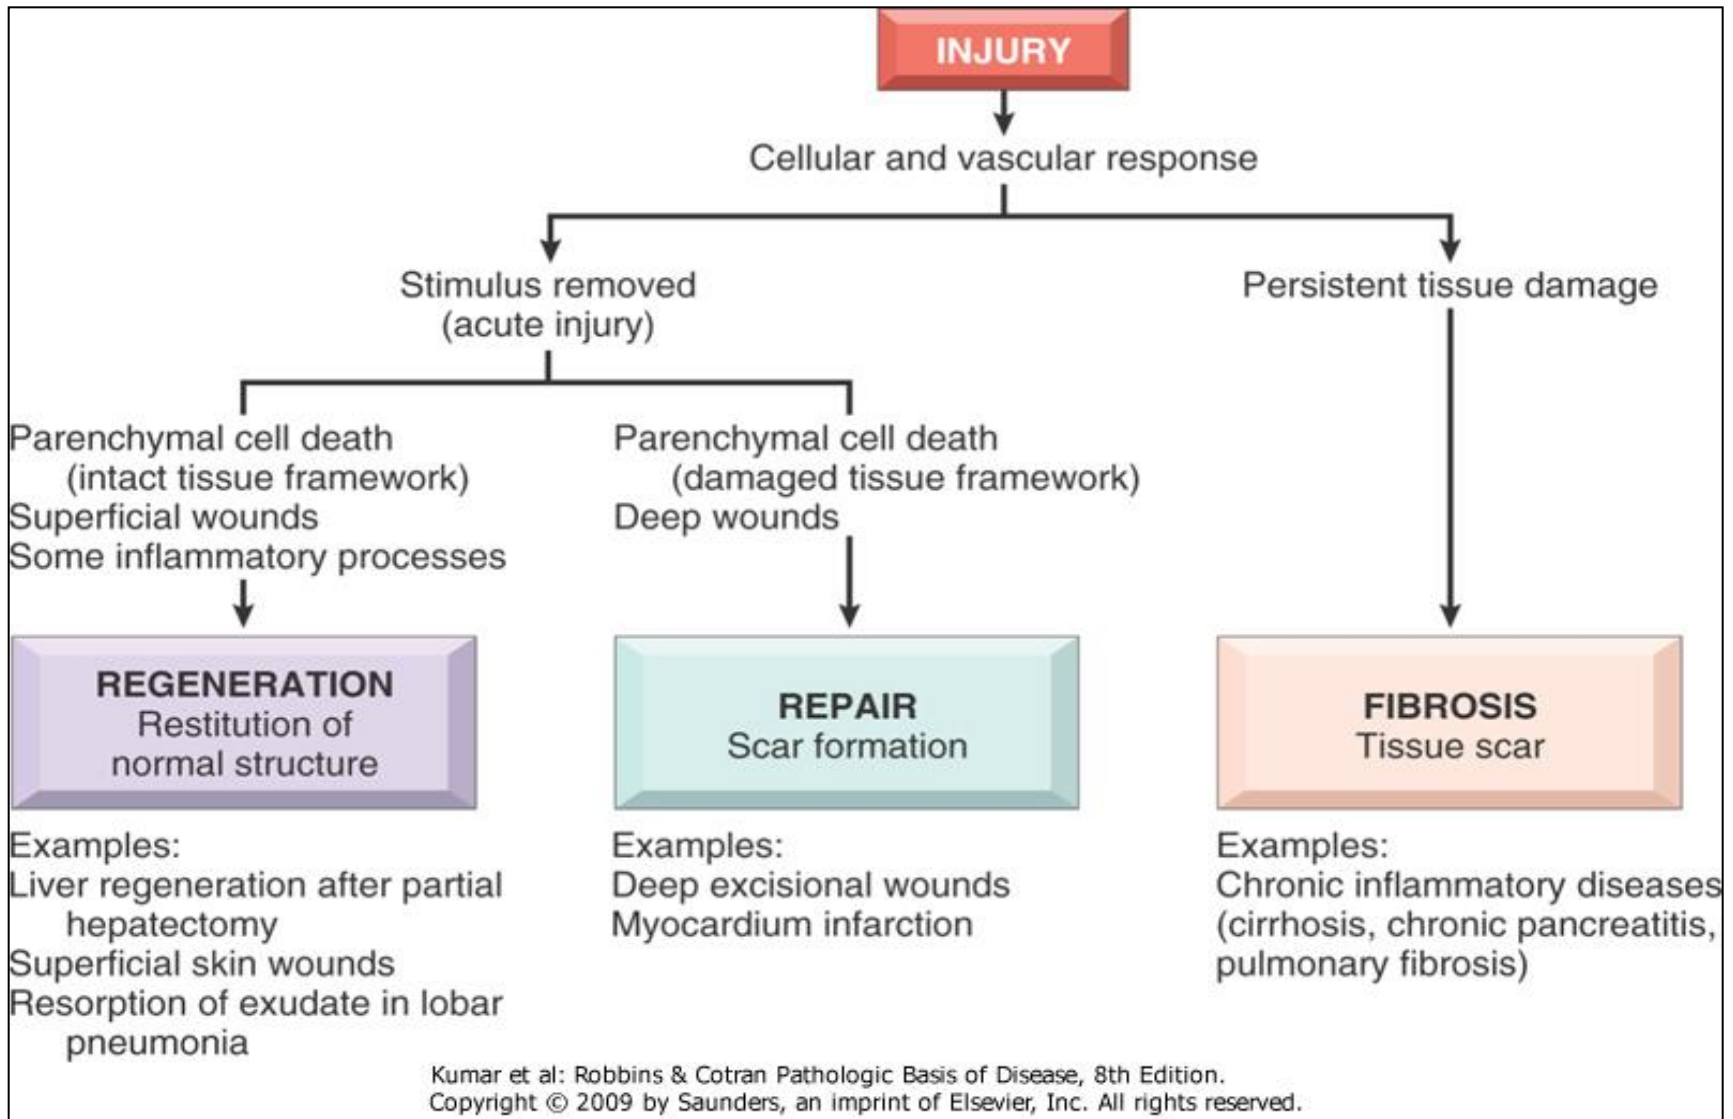 INJURY
Cellular and vascular response
Stimulus removed
(acute injury)
Persistent tissue damage
Parenchymal cell death
(intact tissue framework)
Superficial wounds
Some inflammatory processes
Parenchymal cell death
(damaged tissue framework)
Deep wounds
REGENERATION
Restitution of
normal structure
REPAIR
Scar formation
FIBROSIS
Tissue scar
Examples:
Liver regeneration after partial
hepatectomy
Superficial skin wounds
Resorption of exudate in lobar
pneumonia
Examples:
Deep excisional wounds
Myocardium infarction
Examples:
Chronic inflammatory diseases
(cirrhosis, chronic pancreatitis,
pulmonary fibrosis)
Kumar et al: Robbins & Cotran Pathologic Basis of Disease, 8th Edition.
Copyright © 2009 by Saunders, an imprint of Elsevier, Inc. All rights reserved.